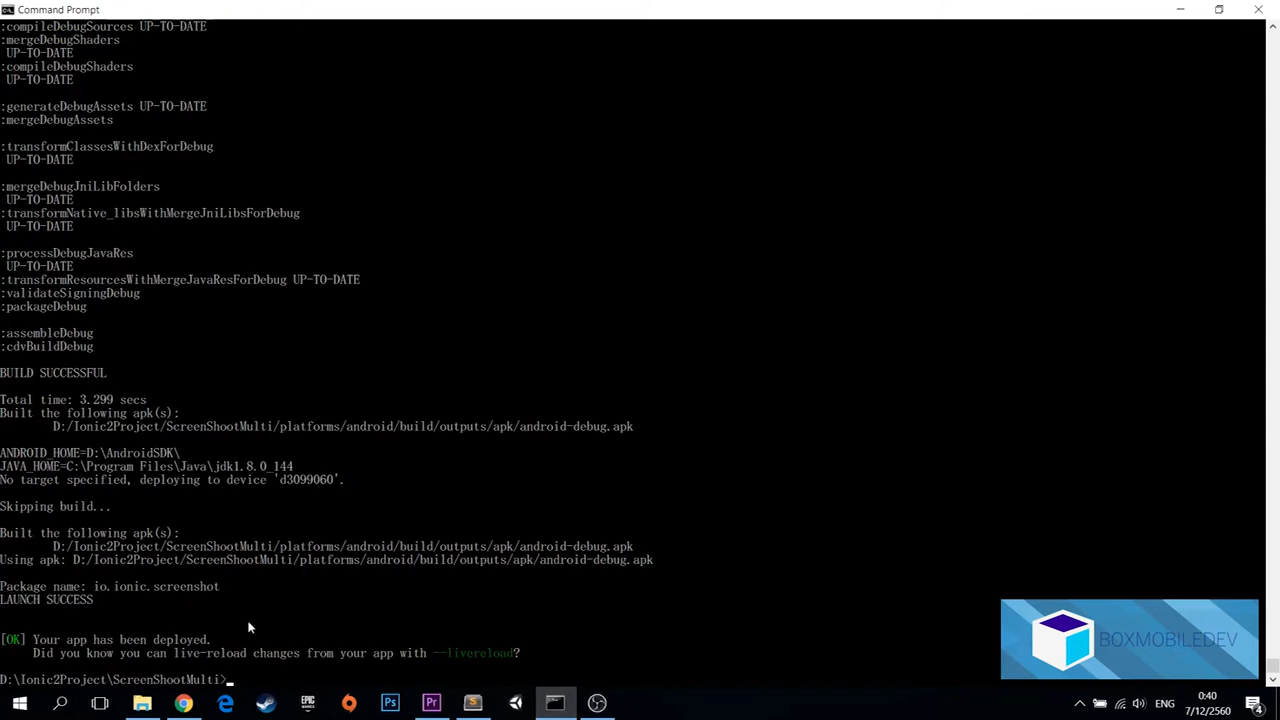 Command Prompt
:compileDebugSources UP-TO-DATE
:mergeDebugShaders
UP-TO-DATE
:compileDebugShaders
UP-TO-DATE
:generateDebugAssets UP-TO-DATE
:mergeDebugAssets
:transformClassesWithDexForDebug
UP-TO-DATE
:mergeDebugJniLibFolders
UP-TO-DATE
:transformNative_libsWithMergeJniLibsForDebug
UP-TO-DATE
:processDebugJavaRes
UP-TO-DATE
:transformResourcesWithMergeJavaResForDebug UP-TO-DATE
:validateSigningDebug
:packageDebug
:assembleDebug
:cdvBuildDebug
BUILD SUCCESSFUL
Total time: 3.299 secs
Built the following apk(s):
D:/Ionic2Project/ScreenShootMulti/platforms/android/build/outputs/apk/android-debug.apk
ANDROID_HOME=D:\AndroidSDK\
JAVA_HOME=C:\Program Files\Java\jdk1.8.0_144
No target specified, deploying to device 'd3099060'.
Skipping build...
Built the following apk(s):
D:/Ionic2Project/ScreenShootMulti/platforms/android/build/outputs/apk/android-debug.apk
Using apk: D:/Ionic2Project/ScreenShootMulti/platforms/android/build/outputs/apk/android-debug.apk
Package name: io.ionic.screenshot
LAUNCH SUCCESS
[OK] Your app has been deployed.
Did you know you can live-reload changes from your app with --livereload?
D:\Ionic2Project\ScreenShootMulti>
BOXMOBILEDEV
EPIC
GAMES
Ps
Pr
S
ENG
0:40
7/12/2560
4